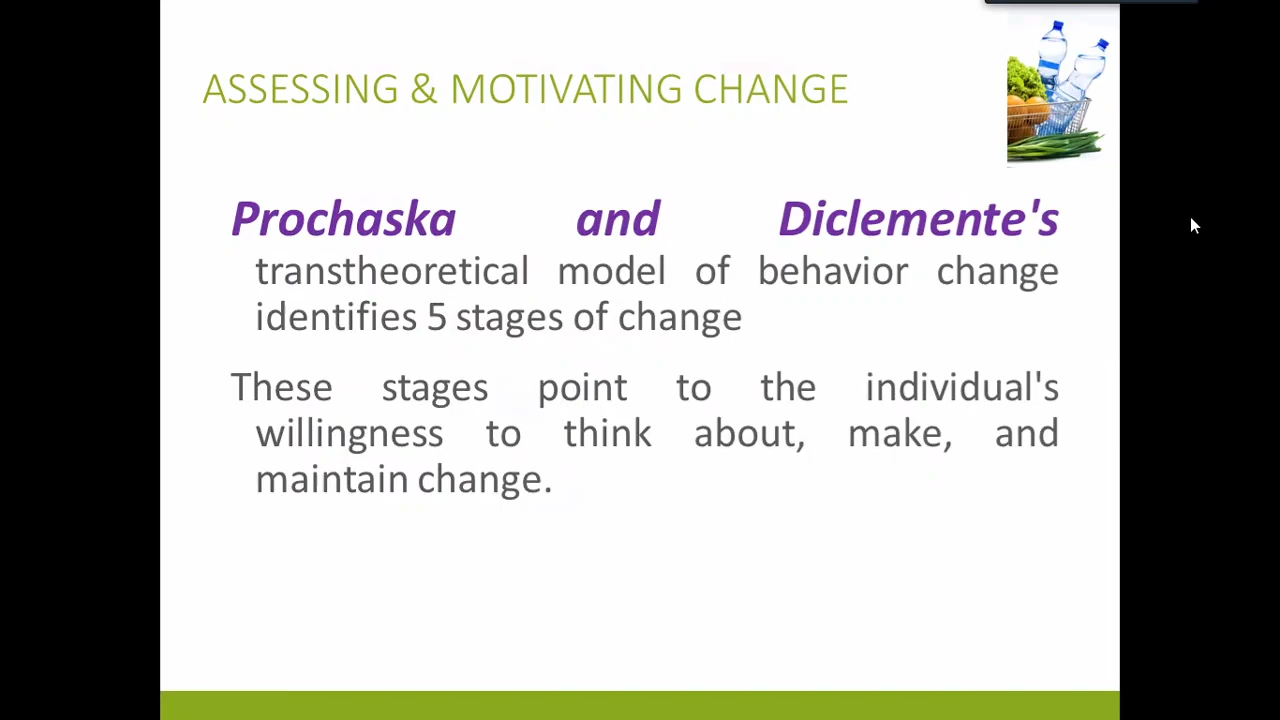 ASSESSING & MOTIVATING CHANGE
Prochaska and Diclemente's
transtheoretical model of behavior change
identifies 5 stages of change
These stages point to the individual's
willingness to think about, make, and
maintain change.